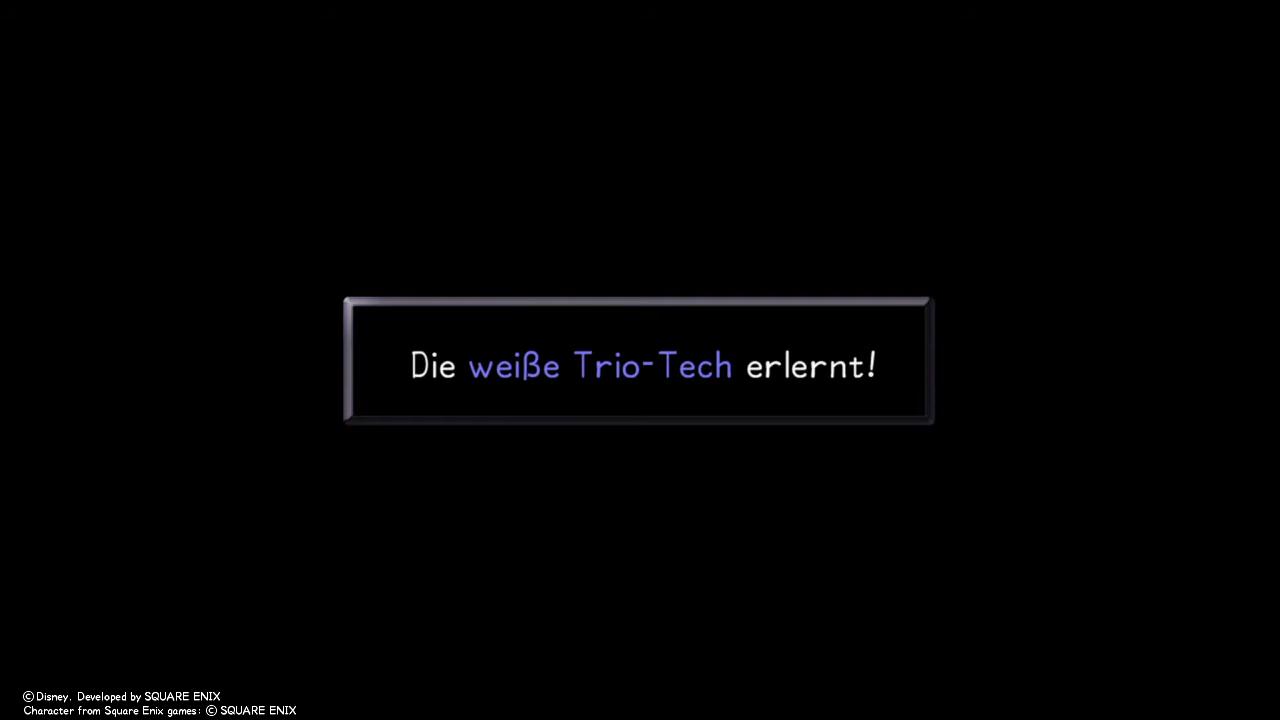 Die weiße Trio-Tech erlernt!
©Disney. Developed by SQUARE ENIX
Character from Square Enix games: © SQUARE ENIX